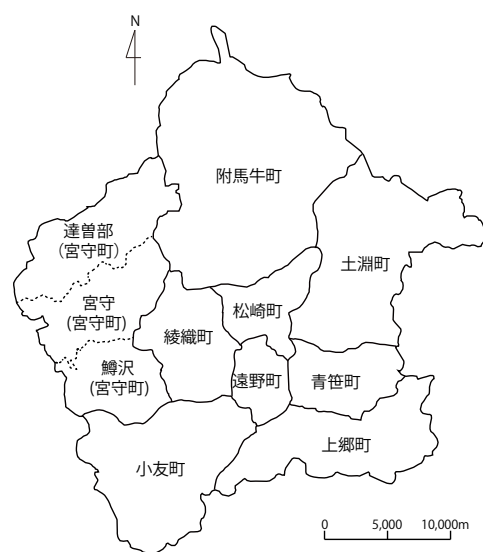 N
附馬牛町
達曽部
（宮守町）
土淵町
宮守
(宮守町)
松崎町
綾織町
鱒沢
(宮守町)
遠野町
青笹町
上郷町
小友町
0 5,000 10,000m